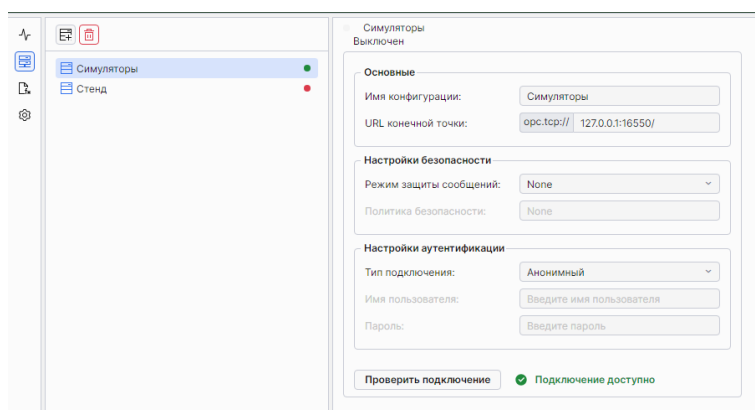 Симуляторы
Стенд
Симуляторы
Выключен
Основные
Имя конфигурации: Симуляторы
URL конечной точки: opc.tcp:// 127.0.0.1:16550/
Настройки безопасности
Режим защиты сообщений: None
Политика безопасности: None
Настройки аутентификации
Тип подключения: Анонимный
Имя пользователя: Введите имя пользователя
Пароль: Введите пароль
Проверить подключение Подключение доступно